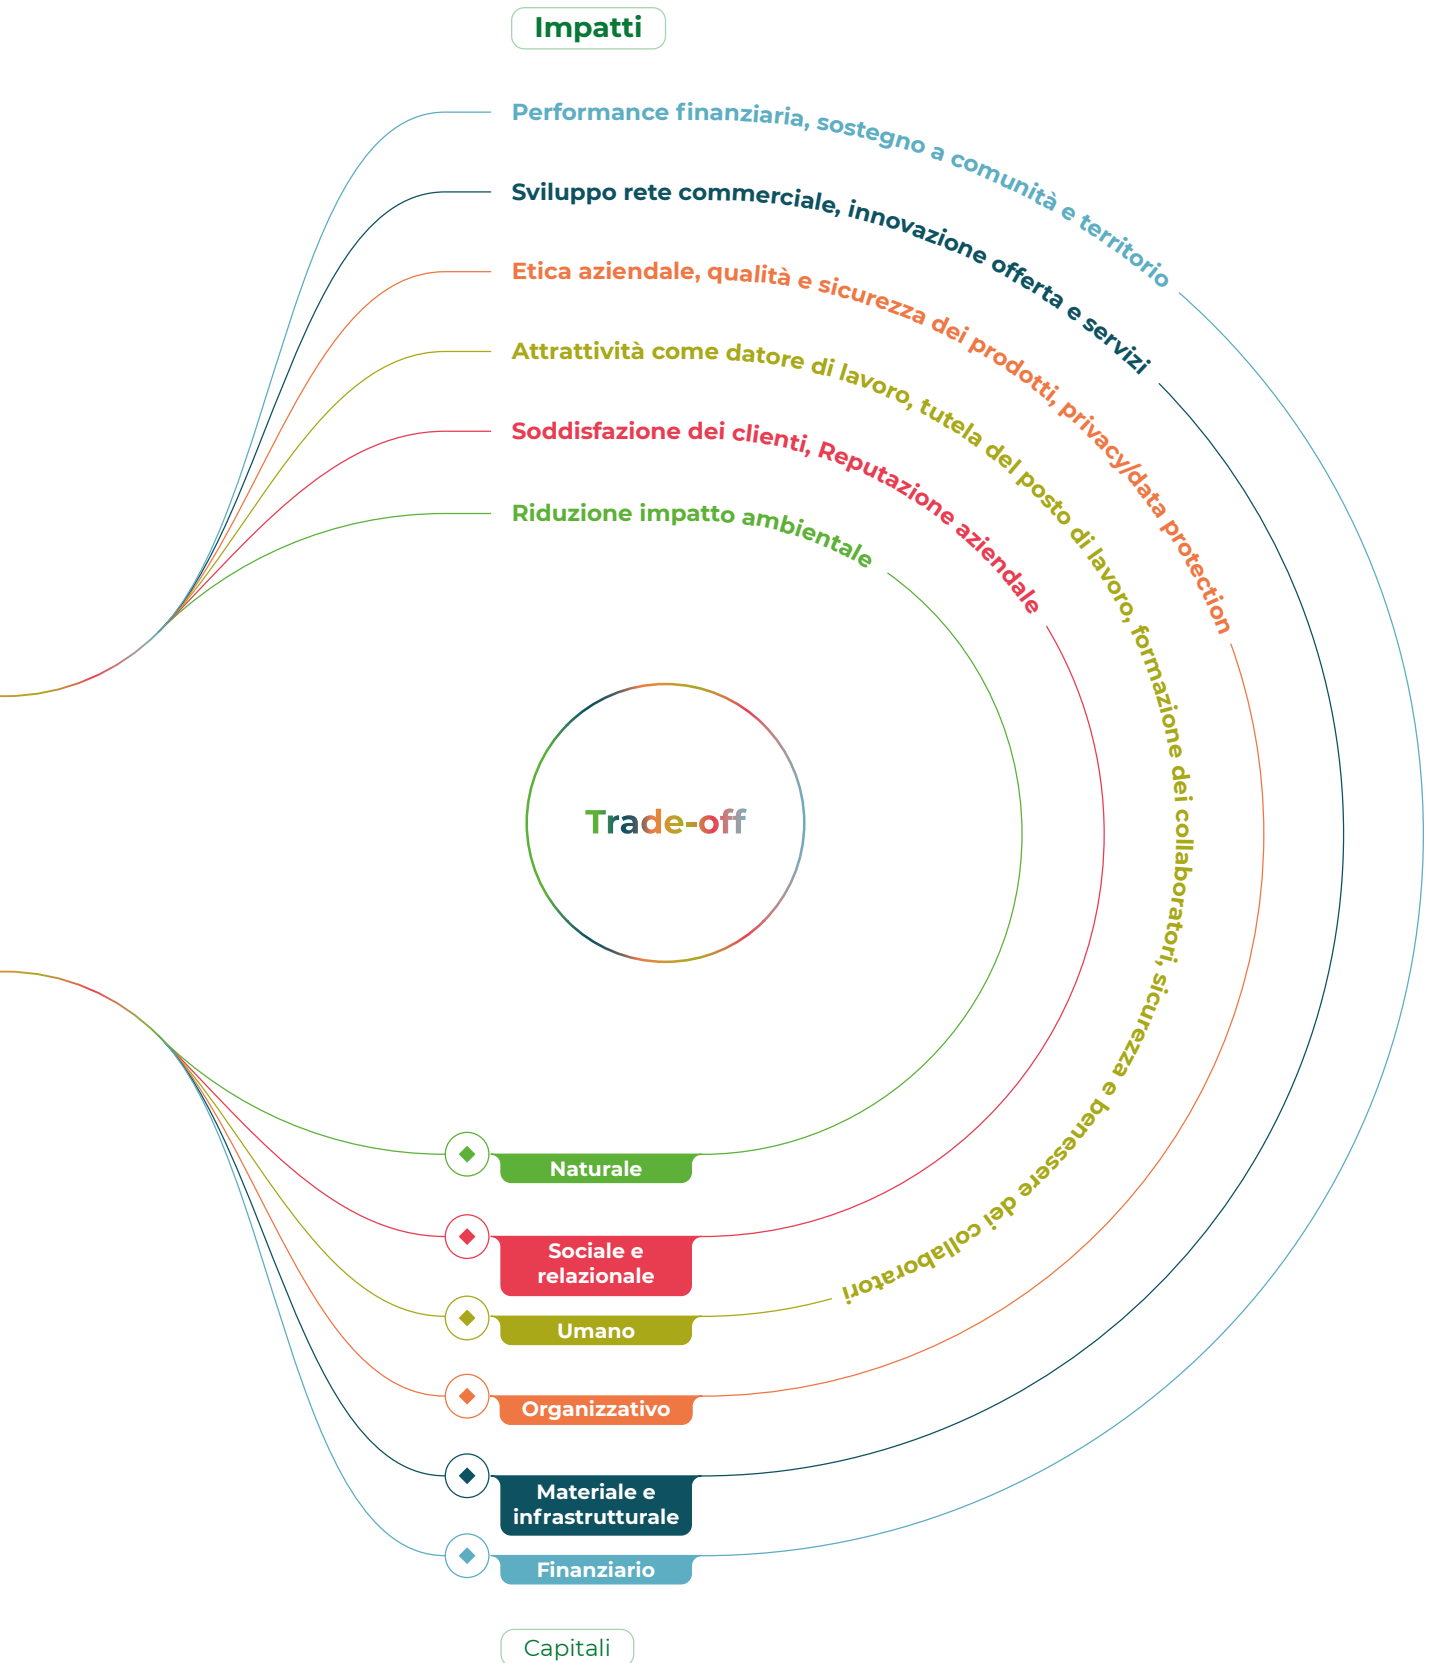 Impatti
Performance finanziaria, sostegno a comunità e territorio
Sviluppo rete commerciale, innovazione offerta e servizi
Etica aziendale, qualità e sicurezza dei prodotti, privacy/data protection
Attrattività come datore di lavoro, tutela del posto di lavoro, formazione dei collaboratori, sicurezza e benessere dei collaboratori
Soddisfazione dei clienti, Reputazione aziendale
Riduzione impatto ambientale
Trade-off
Naturale
Sociale e
relazionale
Umano
Organizzativo
Materiale e
infrastrutturale
Finanziario
Capitali